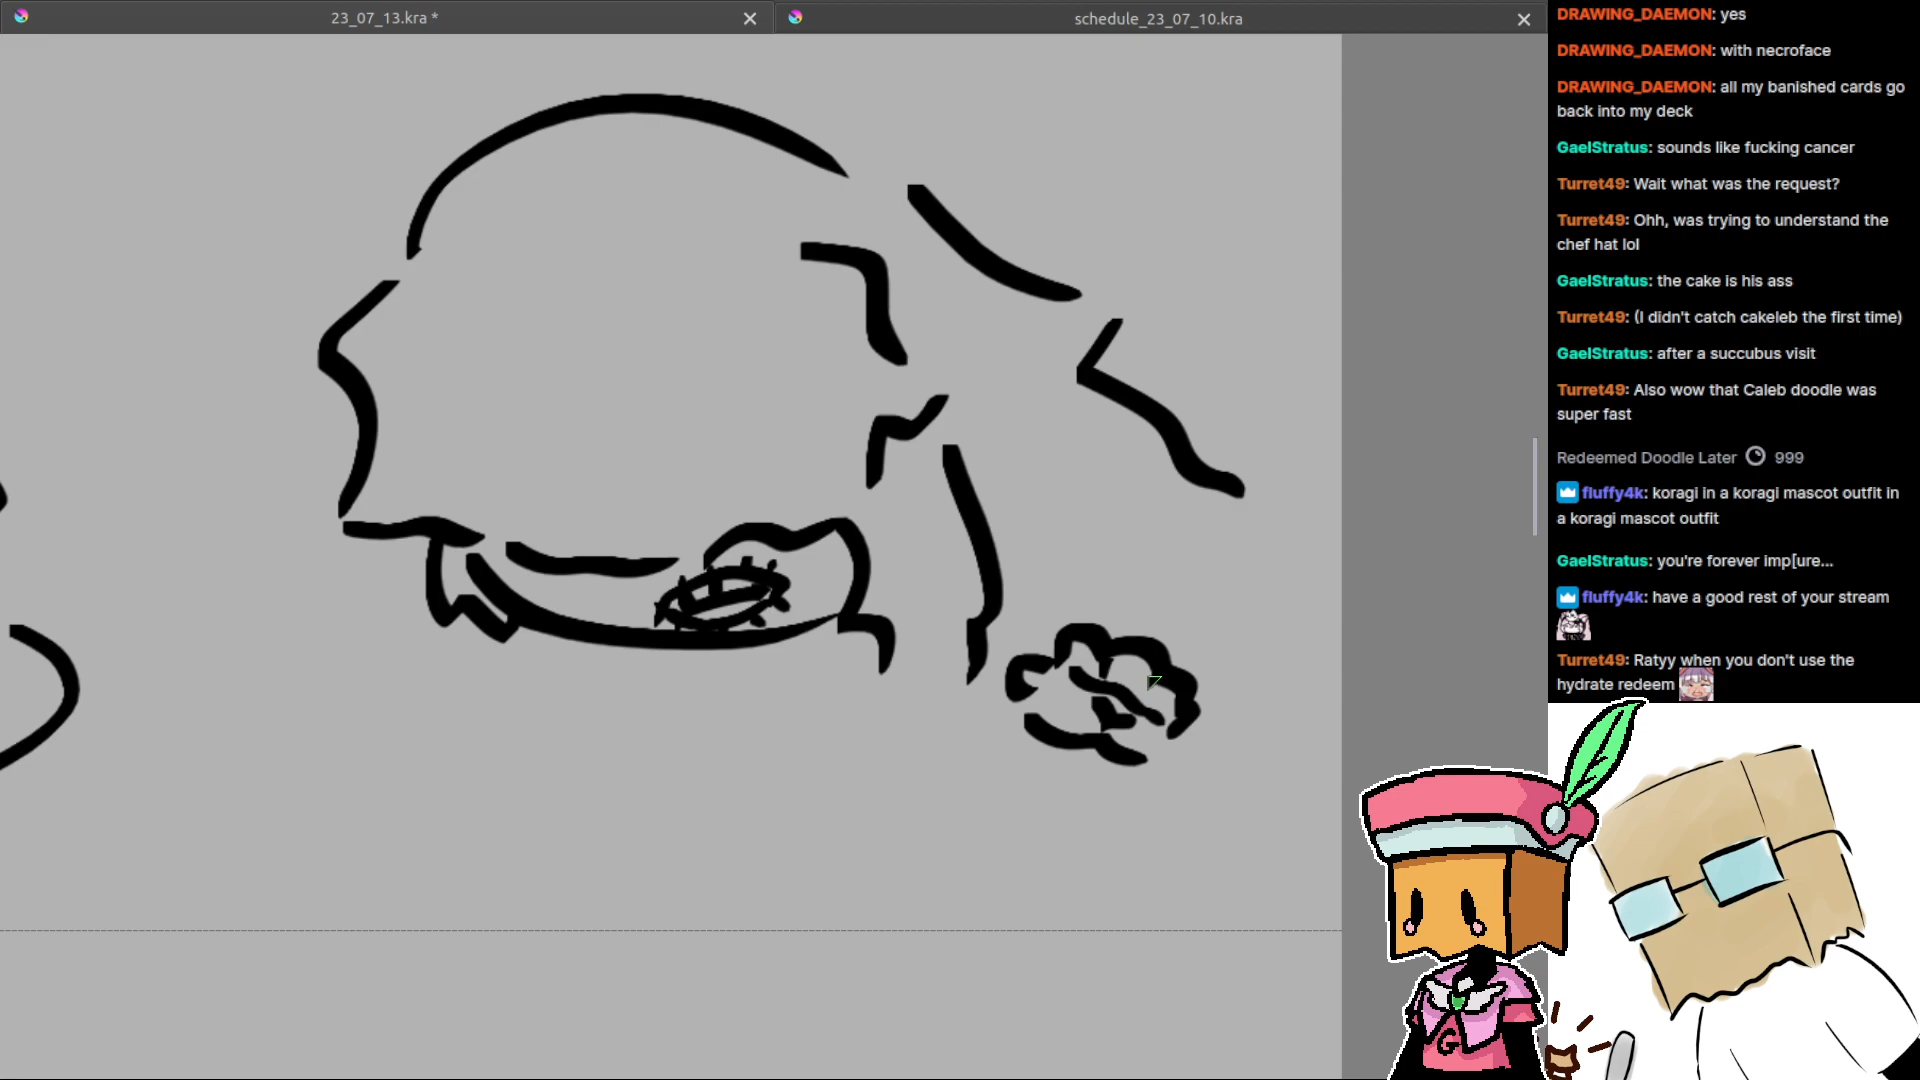 23_07_13.kra *
schedule_23_07_10.kra
DRAWING_DAEMON: yes
DRAWING_DAEMON: with necroface
DRAWING_DAEMON: all my banished cards go
back into my deck
GaelStratus: sounds like fucking cancer
Turret49: Wait what was the request?
Turret49: Ohh, was trying to understand the
chef hat lol
GaelStratus: the cake is his ass
Turret49: (I didn't catch cakeleb the first time)
GaelStratus: after a succubus visit
Turret49: Also wow that Caleb doodle was
super fast
Redeemed Doodle Later 999
fluffy4k: koragi in a koragi mascot outfit in
a koragi mascot outfit
GaelStratus: you're forever imp[ure...
fluffy4k: have a good rest of your stream
Turret49: Ratyy when you don't use the
hydrate redeem
G